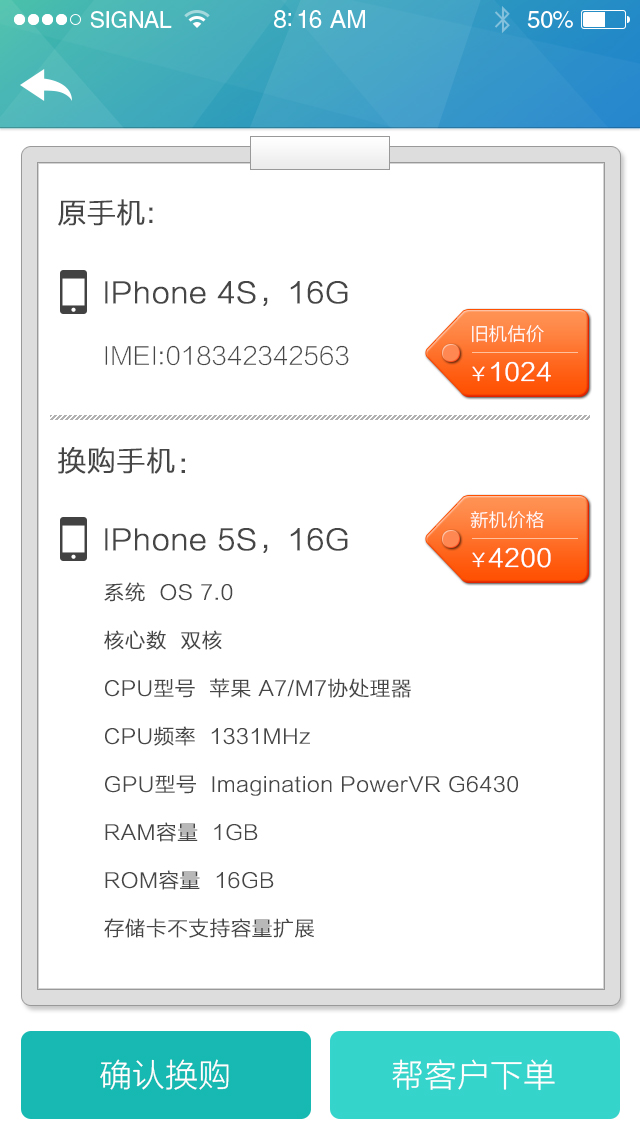 SIGNAL 8:16 AM 50%
原手机:
IPhone 4S，16G
IMEI:018342342563
旧机估价
¥1024
换购手机：
IPhone 5S，16G
新机价格
¥4200
系统 OS 7.0
核心数 双核
CPU型号 苹果 A7/M7协处理器
CPU频率 1331MHz
GPU型号 Imagination PowerVR G6430
RAM容量 1GB
ROM容量 16GB
存储卡不支持容量扩展
确认换购
帮客户下单